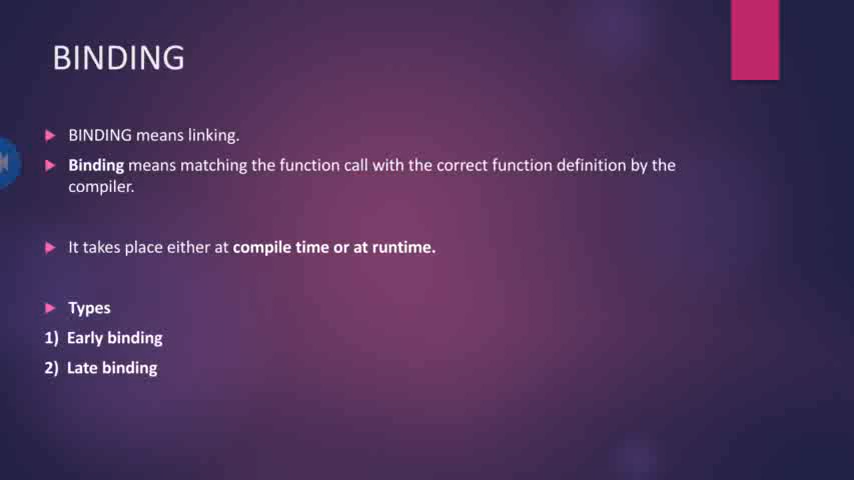 BINDING
BINDING means linking.
Binding means matching the function call with the correct function definition by the
compiler.
It takes place either at compile time or at runtime.
Types
1) Early binding
2) Late binding